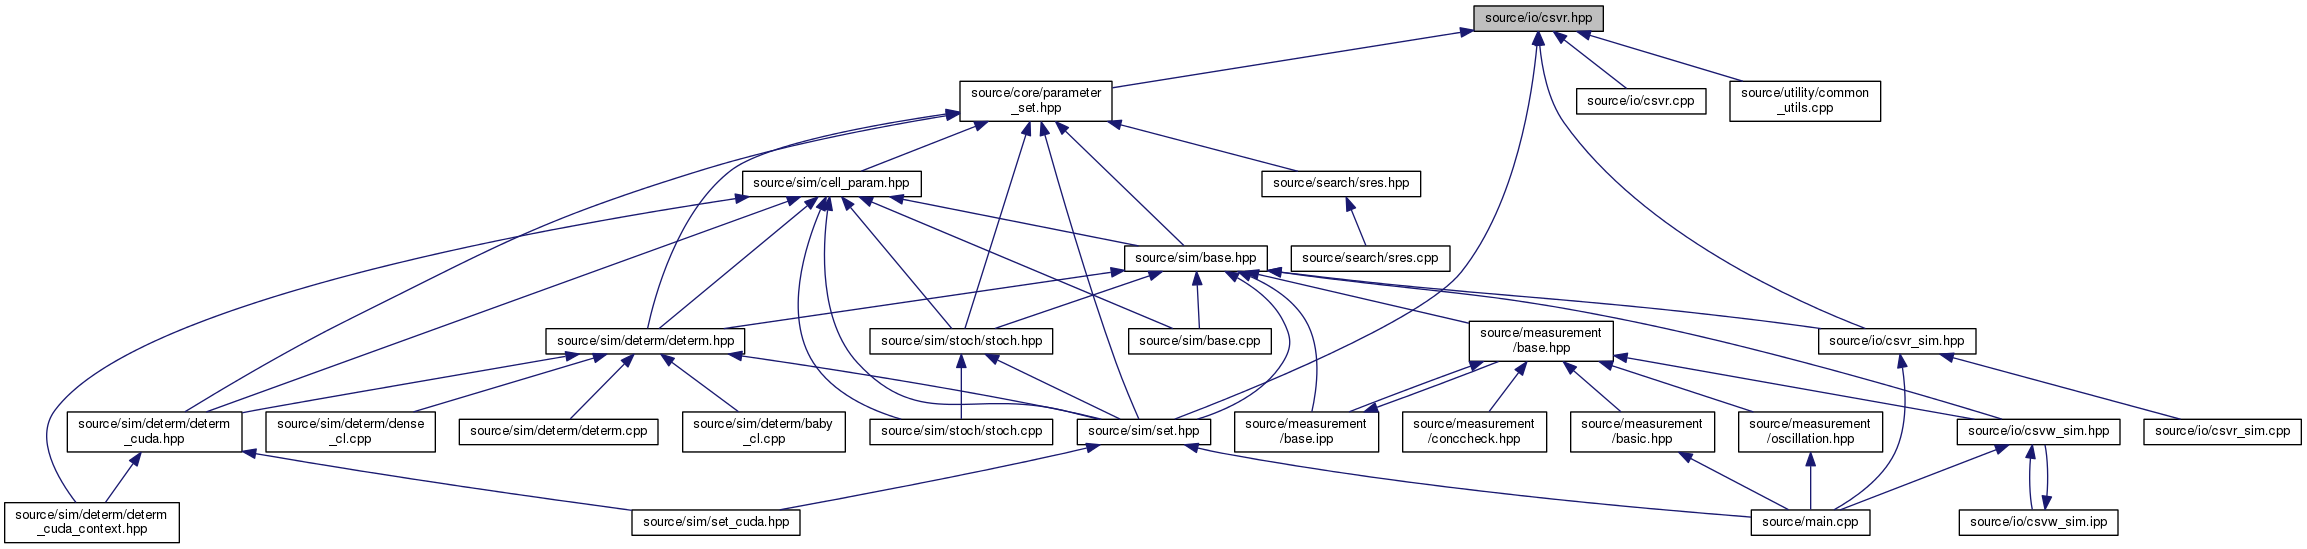 source/io/csvr.hpp
source/core/parameter
_set.hpp
source/io/csvr.cpp
source/utility/common
_utils.cpp
source/sim/cell_param.hpp
source/search/sres.hpp
source/sim/base.hpp
source/search/sres.cpp
source/sim/determ/determ.hpp
source/sim/stoch/stoch.hpp
source/sim/base.cpp
source/measurement
/base.hpp
source/io/csvr_sim.hpp
source/sim/determ/determ
_cuda.hpp
source/sim/determ/dense
_cl.cpp
source/sim/determ/determ.cpp
source/sim/determ/baby
_cl.cpp
source/sim/stoch/stoch.cpp
source/sim/set.hpp
source/measurement
/base.ipp
source/measurement
/conccheck.hpp
source/measurement
/basic.hpp
source/measurement
/oscillation.hpp
source/io/csvw_sim.hpp
source/io/csvr_sim.cpp
source/sim/determ/determ
_cuda_context.hpp
source/sim/set_cuda.hpp
source/main.cpp
source/io/csvw_sim.ipp